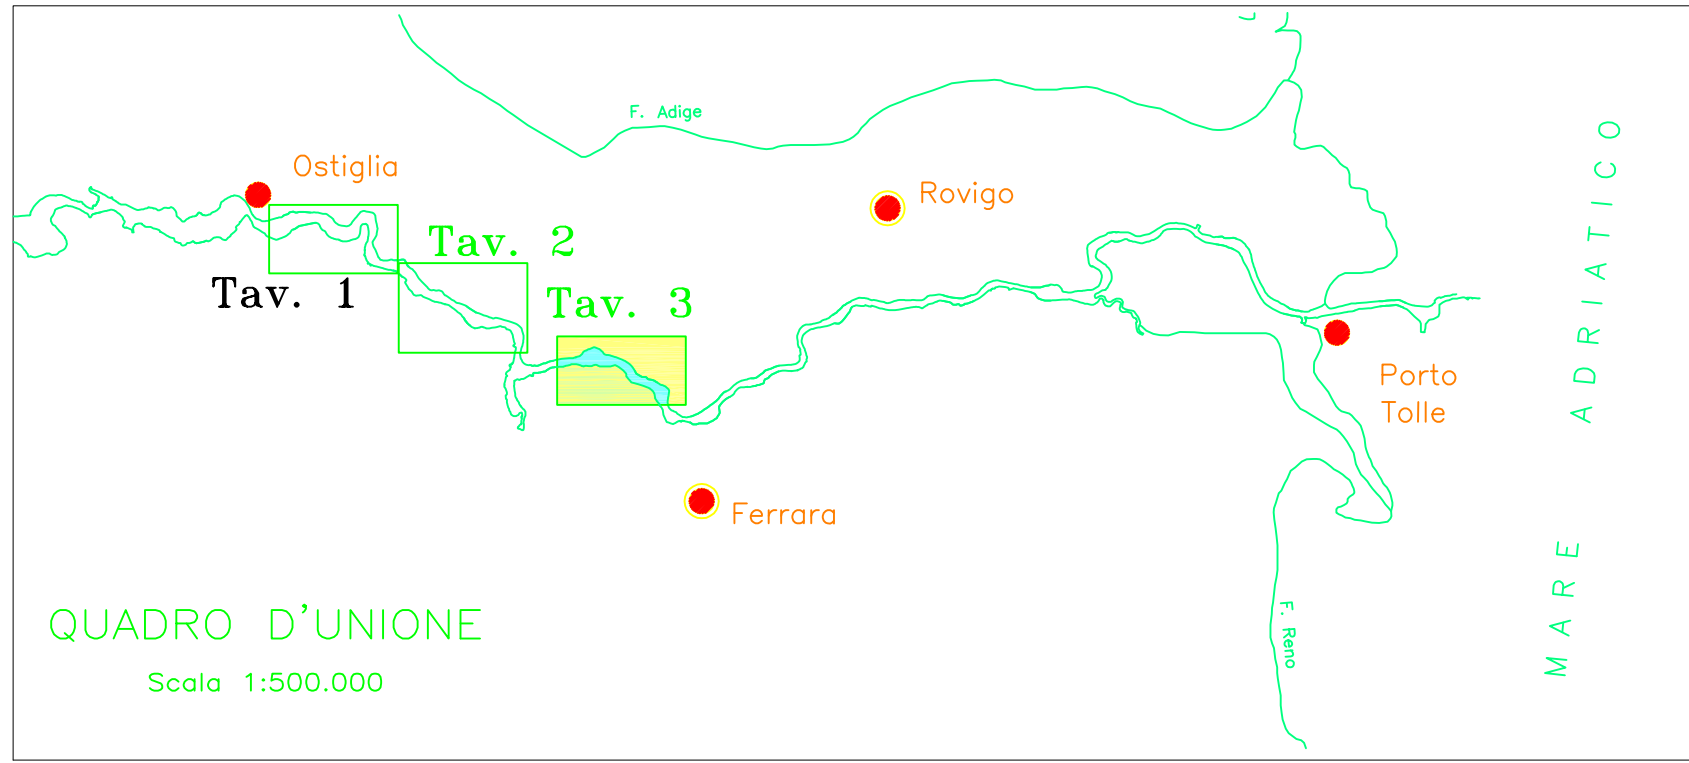 F. Adige
Ostiglia
Rovigo
Tav. 2
Tav. 1
Tav. 3
Porto
Tolle
Ferrara
MARE ADRIATICO
F. Reno
QUADRO D'UNIONE
Scala 1:500.000